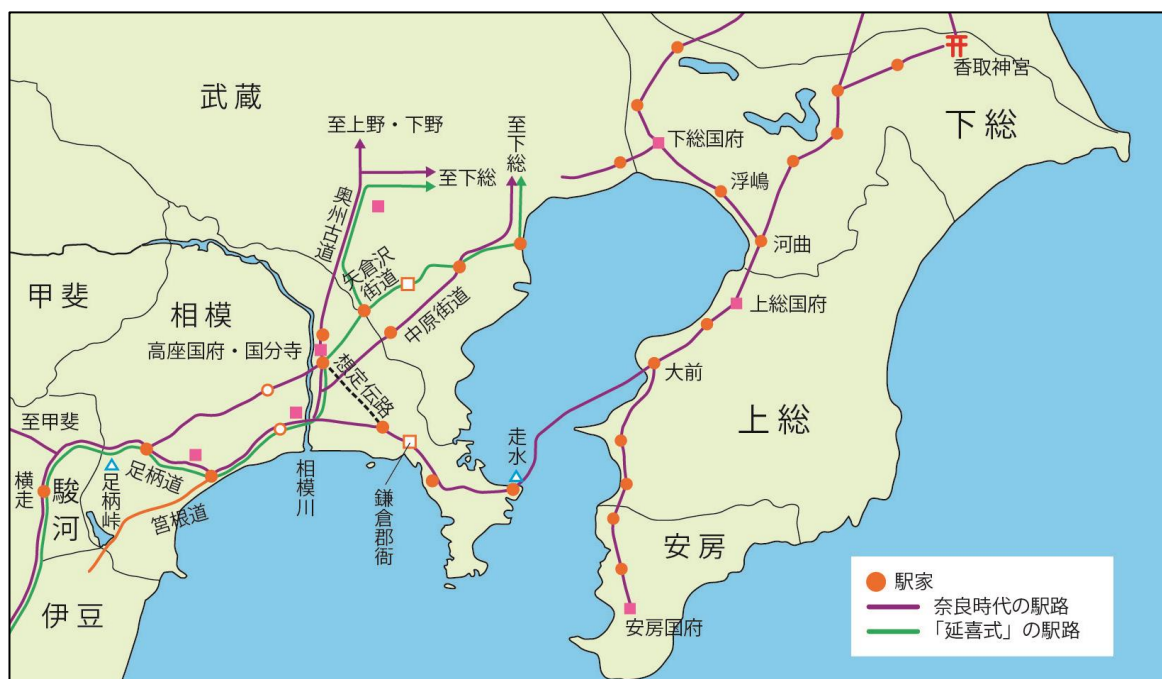 武蔵
至上野・下野
至下総
至下総
奥州古道
矢倉沢
街道
中原街道
甲斐
相模
高座国府・国分寺
想定伝路
至甲斐
横走
駿河
足柄峠
足柄道
筥根道
伊豆
相模川
鎌倉郡衙
走水
香取神宮
下総
下総国府
浮嶋
河曲
上総国府
大前
上総
安房
安房国府
駅家
奈良時代の駅路
「延喜式」の駅路